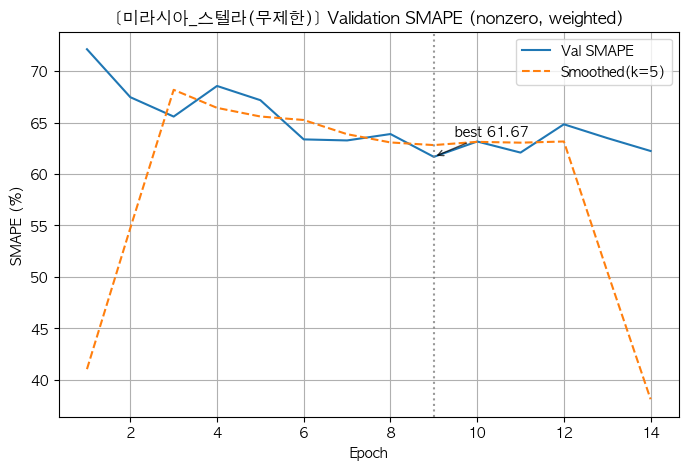 [미라시아_스텔라(무제한)] Validation SMAPE (nonzero, weighted)
Val SMAPE
Smoothed(k=5)
best 61.67
SMAPE (%)
70
65
60
55
50
45
40
2 4 6 8 10 12 14
Epoch